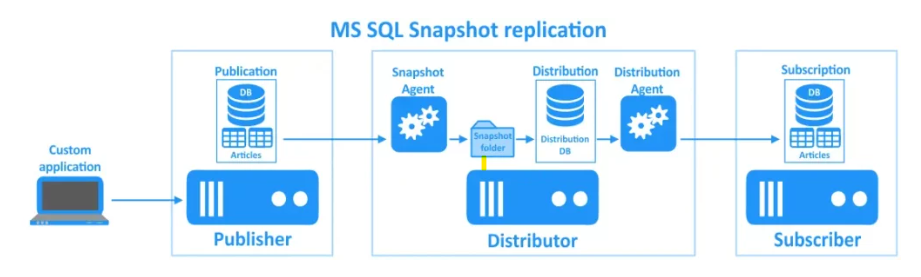 MS SQL Snapshot replication
Custom
application
Publication
DB
Articles
Publisher
Snapshot
Agent
Snapshot
folder
Distribution
Distribution
DB
Distribution
Agent
Distributor
Subscription
DB
Articles
Subscriber